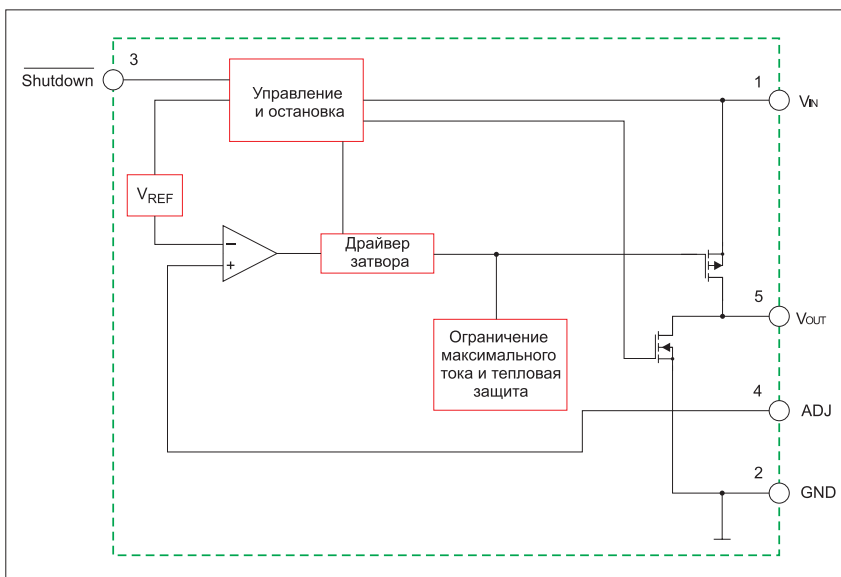 3
Shutdown
Управление
и остановка
1
VIN
VREF
–
+
Драйвер
затвора
5
VOUT
Ограничение
максимального
тока и тепловая
защита
4
ADJ
2
GND